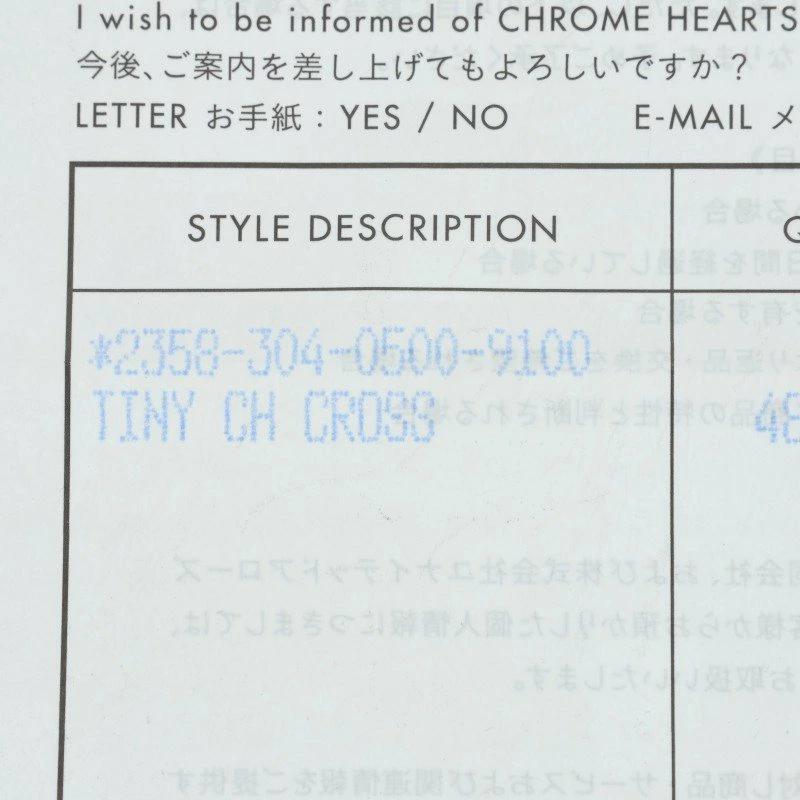 I wish to be informed of CHROME HEARTS
今後、ご案内を差し上げてもよろしいですか？
LETTER お手紙：YES / NO E-MAIL メ
STYLE DESCRIPTION Q
*2358-304-0500-9100
TINY CH CROSS 48